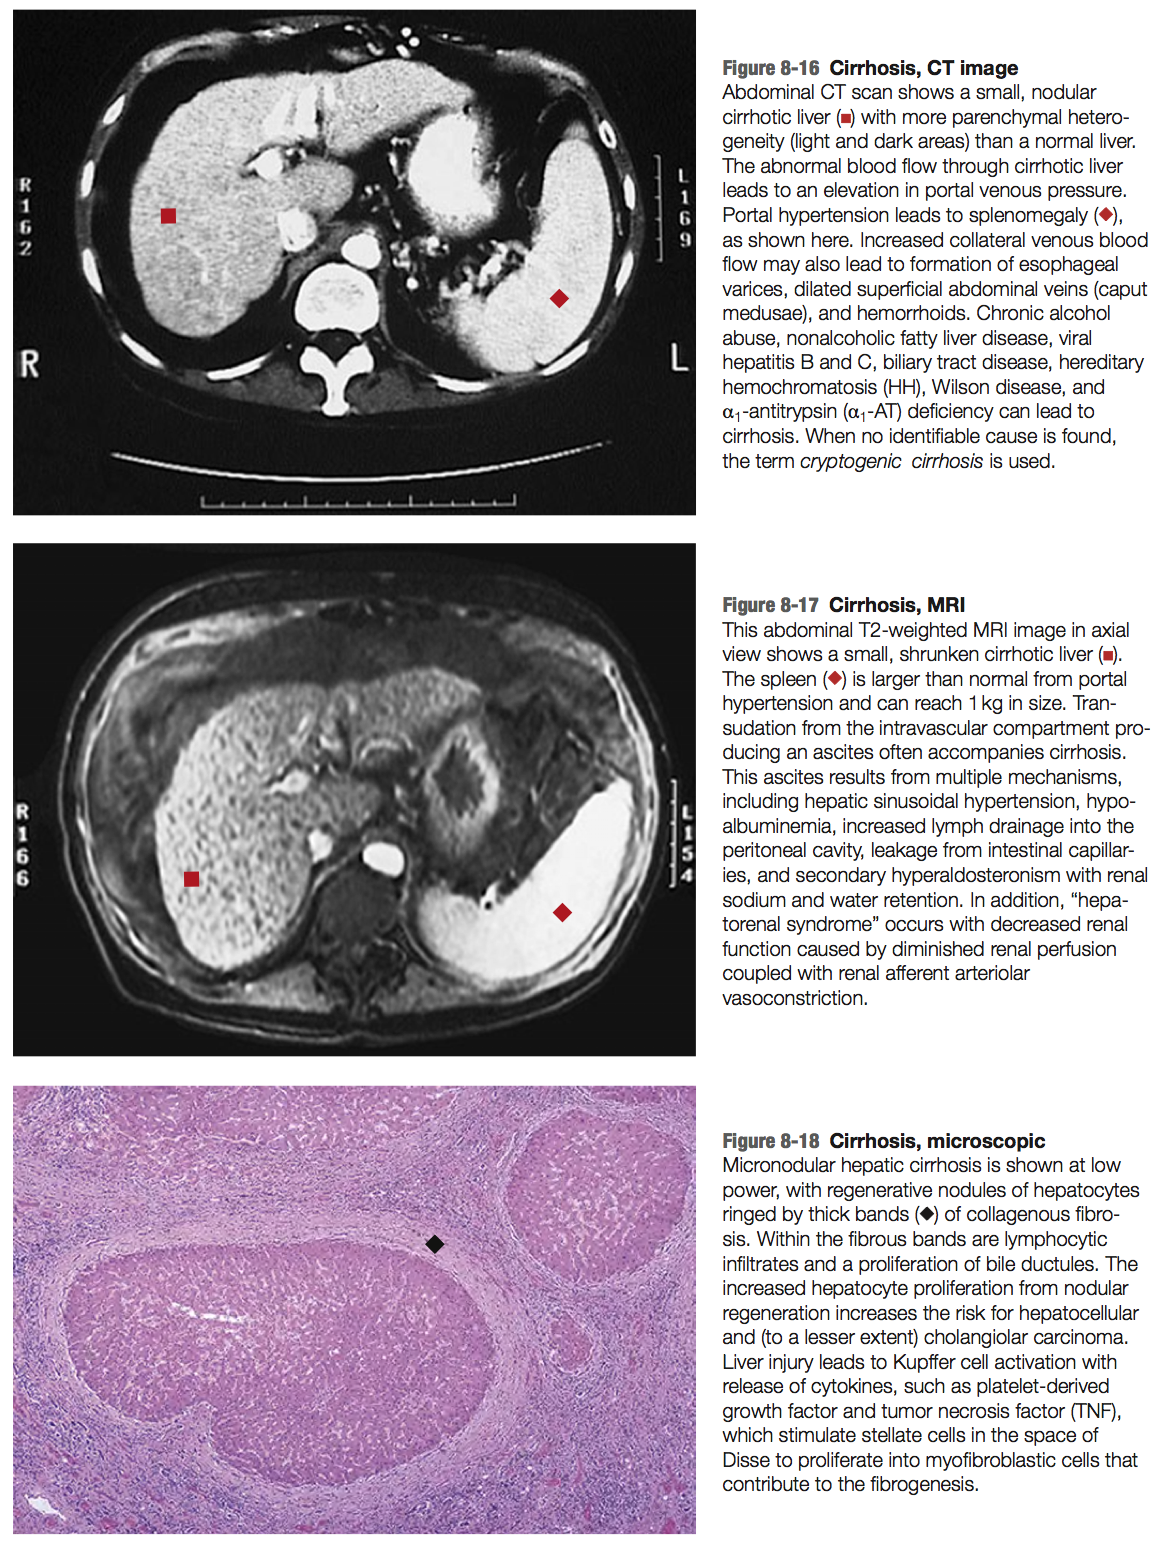 R
1
6
2
L
1
6
9
R
L
Figure 8-16 Cirrhosis, CT image
Abdominal CT scan shows a small, nodular
cirrhotic liver (■) with more parenchymal hetero-
geneity (light and dark areas) than a normal liver.
The abnormal blood flow through cirrhotic liver
leads to an elevation in portal venous pressure.
Portal hypertension leads to splenomegaly (◆),
as shown here. Increased collateral venous blood
flow may also lead to formation of esophageal
varices, dilated superficial abdominal veins (caput
medusae), and hemorrhoids. Chronic alcohol
abuse, nonalcoholic fatty liver disease, viral
hepatitis B and C, biliary tract disease, hereditary
hemochromatosis (HH), Wilson disease, and
α₁-antitrypsin (α₁-AT) deficiency can lead to
cirrhosis. When no identifiable cause is found,
the term cryptogenic cirrhosis is used.
R
1
6
6
L
1
5
4
Figure 8-17 Cirrhosis, MRI
This abdominal T2-weighted MRI image in axial
view shows a small, shrunken cirrhotic liver (■).
The spleen (◆) is larger than normal from portal
hypertension and can reach 1 kg in size. Tran-
sudation from the intravascular compartment pro-
ducing an ascites often accompanies cirrhosis.
This ascites results from multiple mechanisms,
including hepatic sinusoidal hypertension, hypo-
albuminemia, increased lymph drainage into the
peritoneal cavity, leakage from intestinal capillar-
ies, and secondary hyperaldosteronism with renal
sodium and water retention. In addition, “hepa-
torenal syndrome” occurs with decreased renal
function caused by diminished renal perfusion
coupled with renal afferent arteriolar
vasoconstriction.
Figure 8-18 Cirrhosis, microscopic
Micronodular hepatic cirrhosis is shown at low
power, with regenerative nodules of hepatocytes
ringed by thick bands (◆) of collagenous fibro-
sis. Within the fibrous bands are lymphocytic
infiltrates and a proliferation of bile ductules. The
increased hepatocyte proliferation from nodular
regeneration increases the risk for hepatocellular
and (to a lesser extent) cholangiolar carcinoma.
Liver injury leads to Kupffer cell activation with
release of cytokines, such as platelet-derived
growth factor and tumor necrosis factor (TNF),
which stimulate stellate cells in the space of
Disse to proliferate into myofibroblastic cells that
contribute to the fibrogenesis.